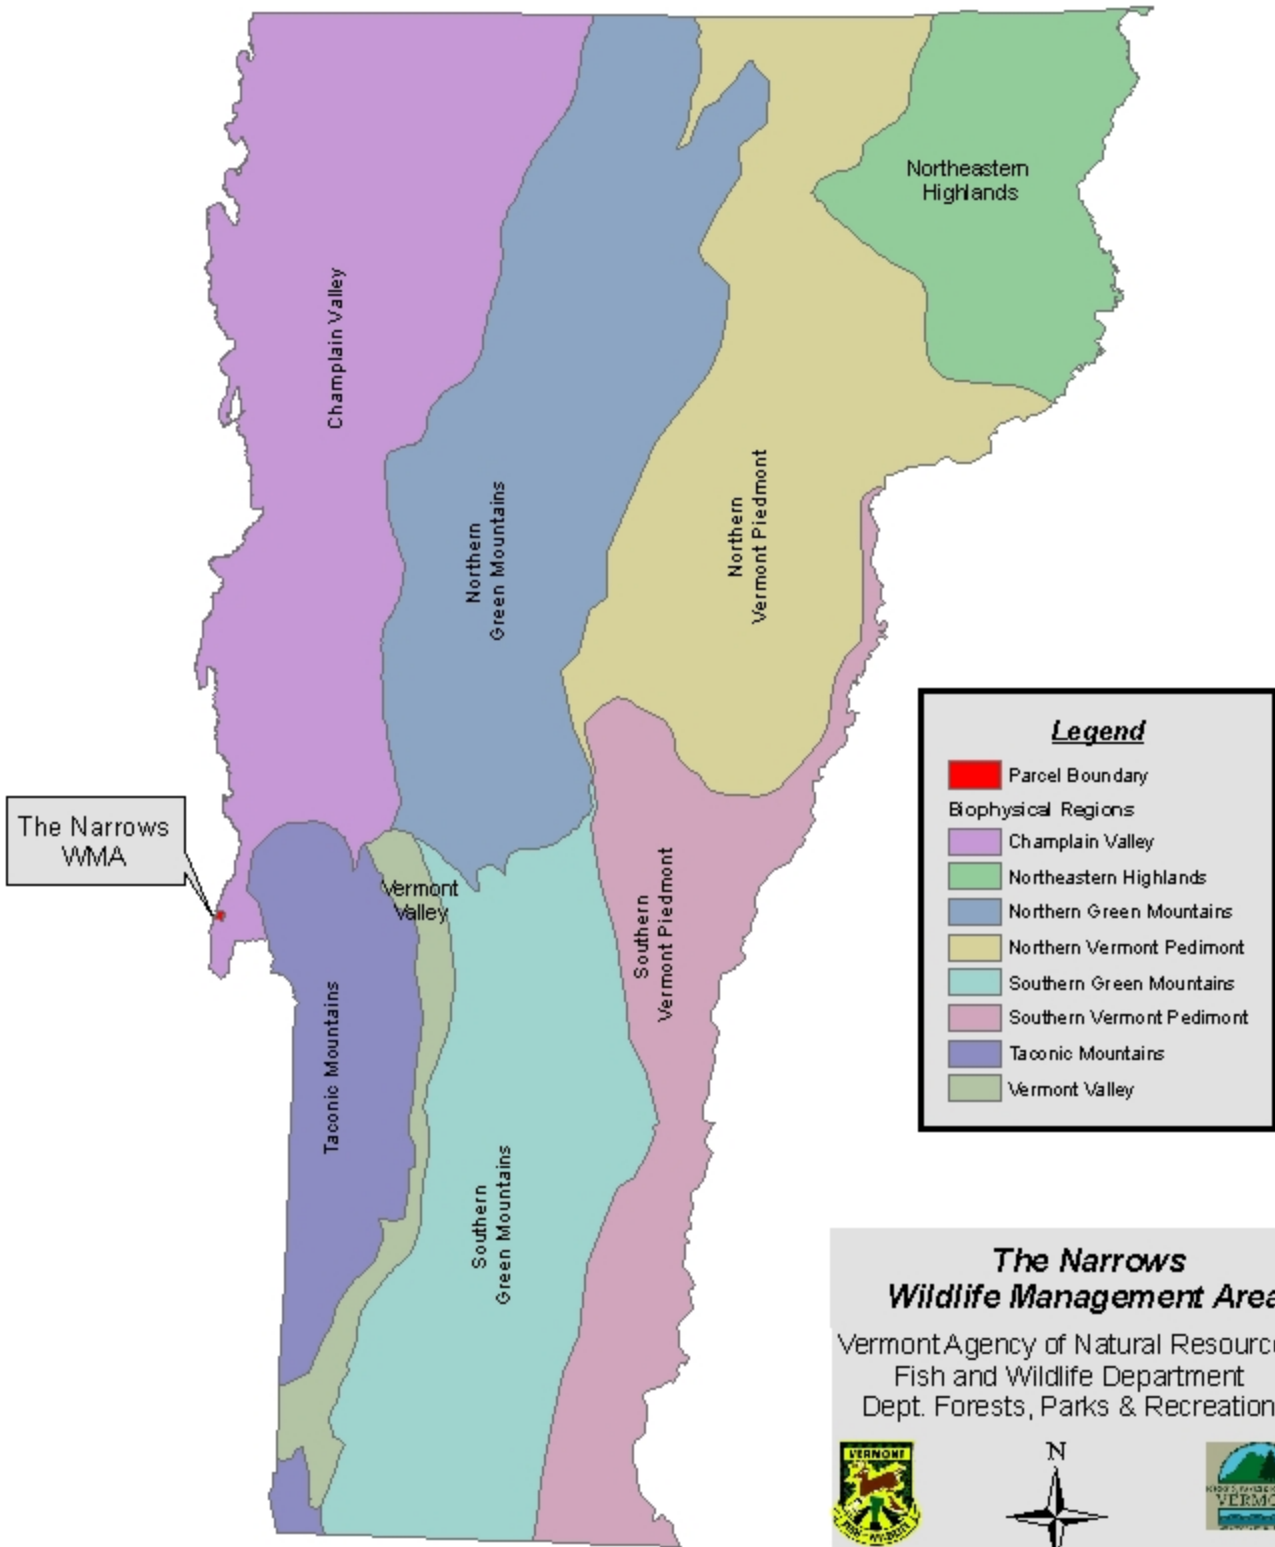 Northeastern
Highlands
Champlain Valley
Northern
Green Mountains
Northern
Vermont Piedmont
The Narrows
WMA
Vermont
Valley
Southern
Vermont Piedmont
Taconic Mountains
Southern
Green Mountains
Legend
Parcel Boundary
Biophysical Regions
Champlain Valley
Northeastern Highlands
Northern Green Mountains
Northern Vermont Pedimont
Southern Green Mountains
Southern Vermont Pedimont
Taconic Mountains
Vermont Valley
The Narrows
Wildlife Management Area
Vermont Agency of Natural Resourc
Fish and Wildlife Department
Dept. Forests, Parks & Recreation
VERMONT
FISH & WILDLIFE
N
VERMO